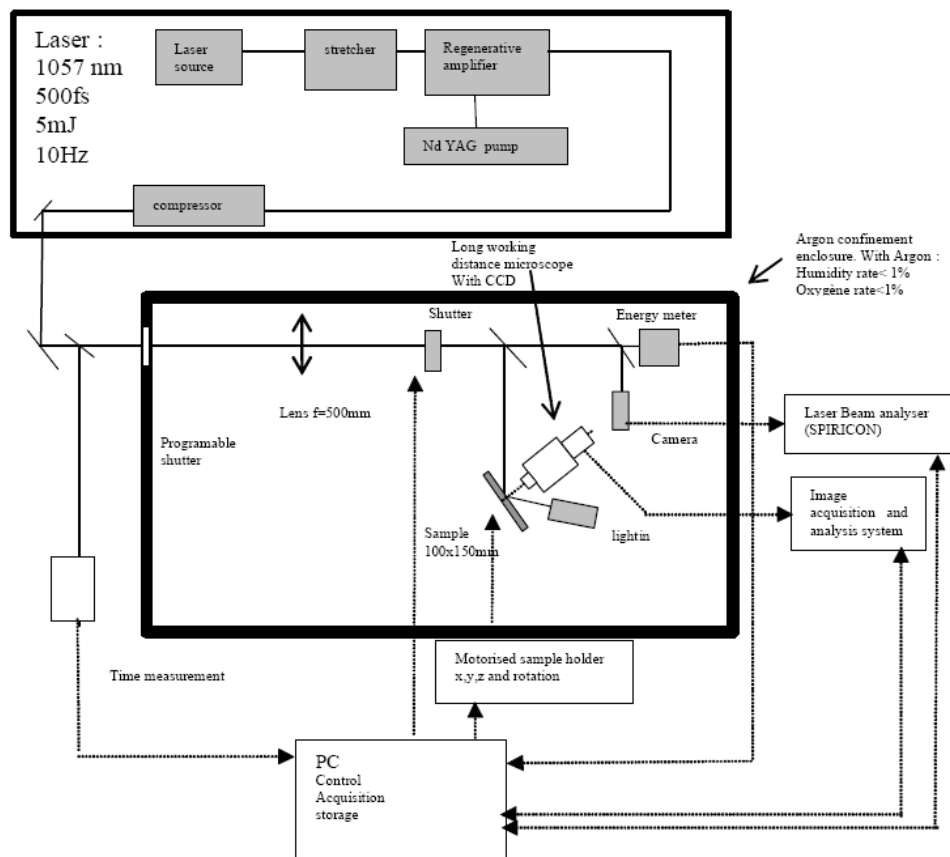 Laser :
1057 nm
500fs
5mJ
10Hz
Laser
source
stretcher
Regenerative
amplifier
Nd YAG pump
compressor
Long working
distance microscope
With CCD
Argon confinement
enclosure. With Argon :
Humidity rate< 1%
Oxygène rate<1%
Shutter
Energy meter
Lens f=500mm
Programable
shutter
Camera
Laser Beam analyser
(SPIRICON)
Sample
100x150mm
lightin
Image
acquisition and
analysis system
Time measurement
Motorised sample holder
x,y,z and rotation
PC
Control
Acquisition
storage